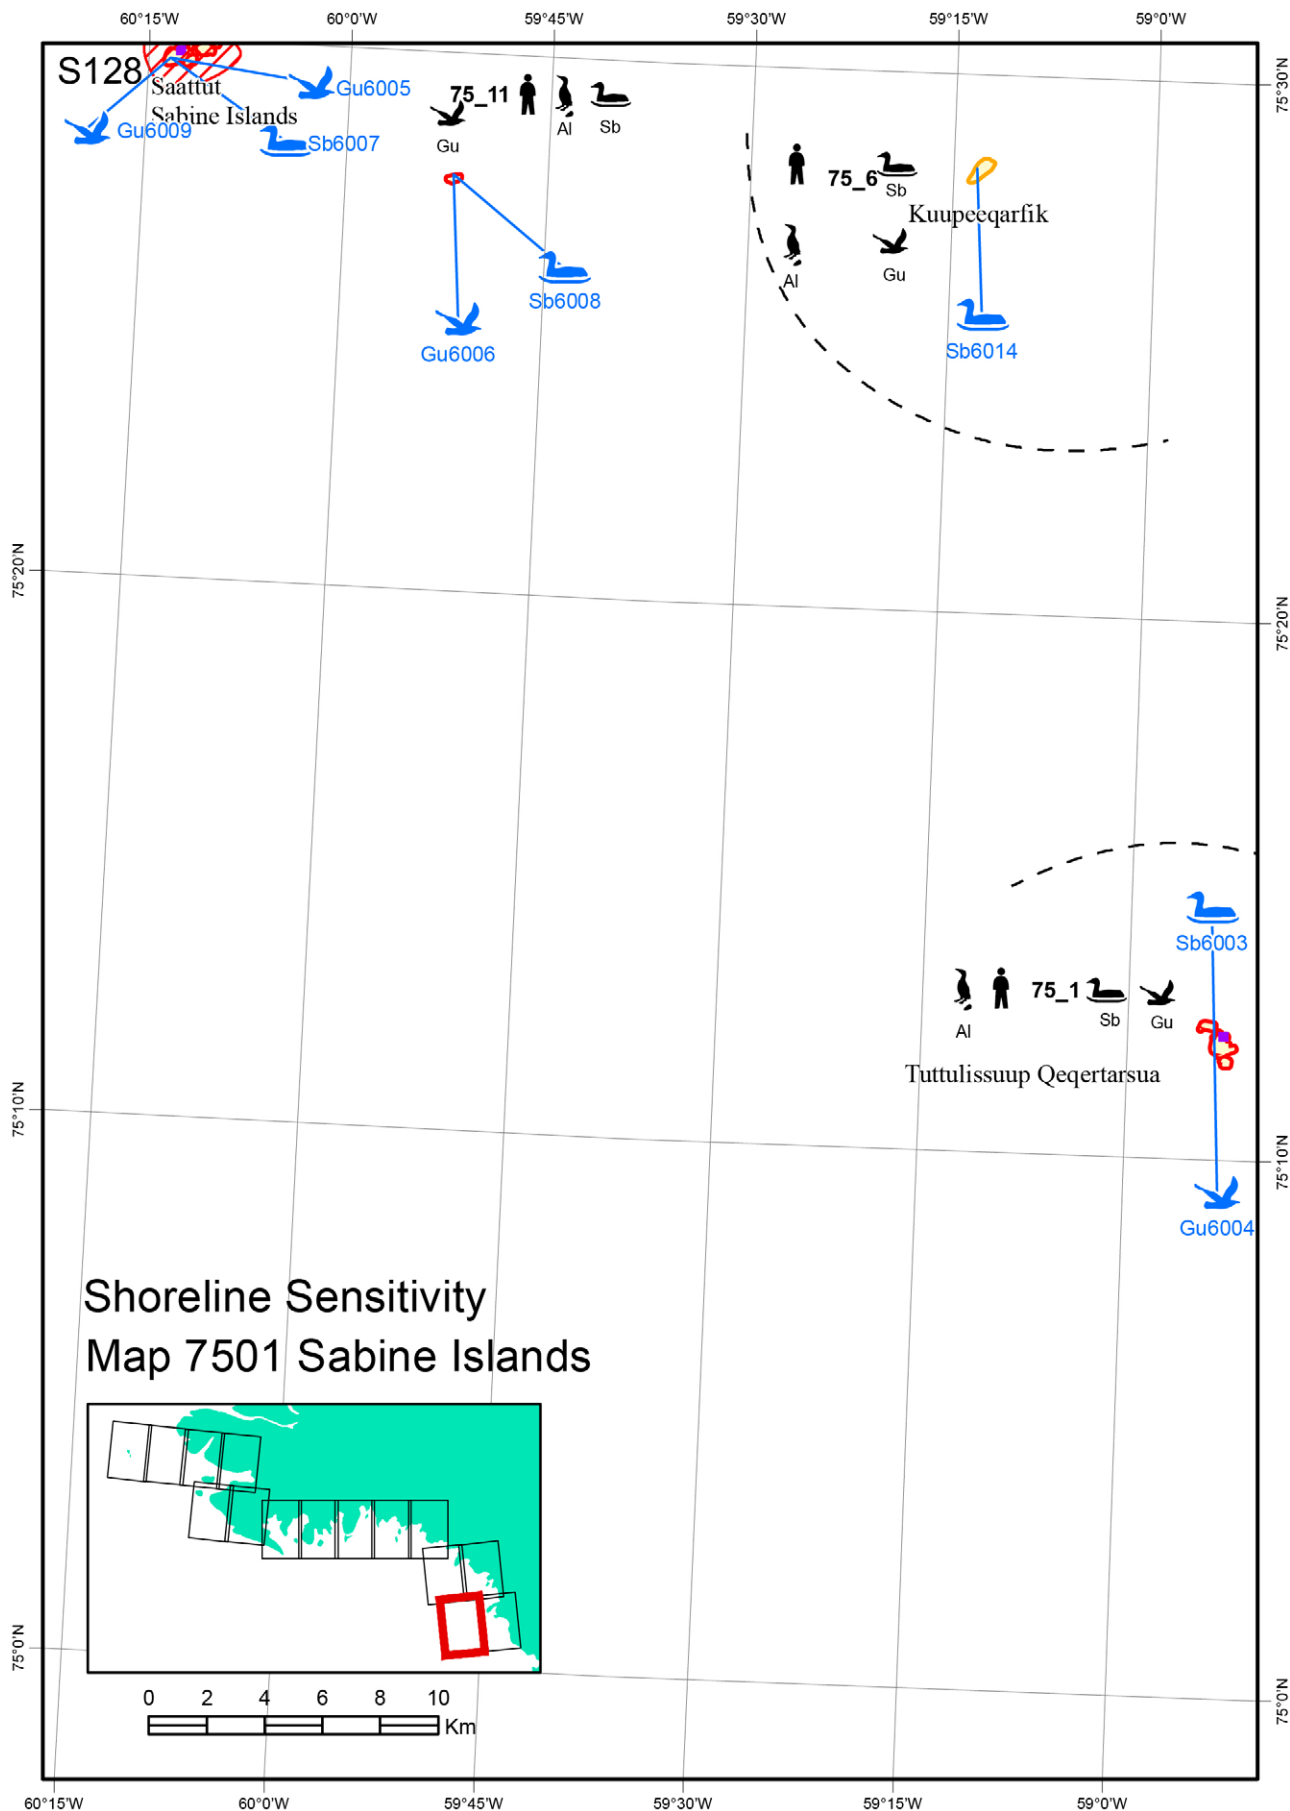 60°15'W 60°0'W 59°45'W 59°30'W 59°15'W 59°0'W
75°30'N
S128
Saattut
Sabine Islands
Gu6005
Gu6009
Sb6007
75_11
Gu
Al
Sb
75_6
Sb
Kuupeeqarfik
Al
Gu
Sb6008
Gu6006
Sb6014
75°20'N
75°20'N
Sb6003
75_1
Al
Sb
Gu
Tuttulissuup Qeqertarsua
75°10'N
75°10'N
Gu6004
Shoreline Sensitivity
Map 7501 Sabine Islands
75°0'N
75°0'N
0 2 4 6 8 10
Km
60°15'W 60°0'W 59°45'W 59°30'W 59°15'W 59°0'W